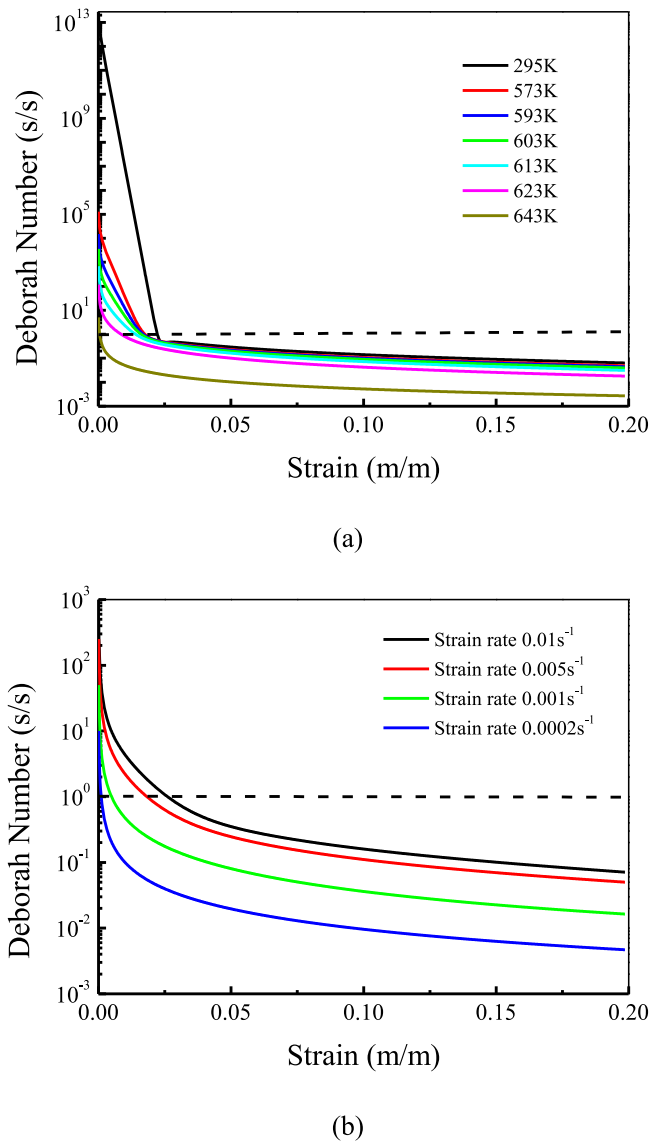 10^13
10^9
10^5
10^1
10^-3
Deborah Number (s/s)
295K
573K
593K
603K
613K
623K
643K
0.00 0.05 0.10 0.15 0.20
Strain (m/m)
(a)
10^3
10^2
10^1
10^0
10^-1
10^-2
10^-3
Deborah Number (s/s)
Strain rate 0.01s^-1
Strain rate 0.005s^-1
Strain rate 0.001s^-1
Strain rate 0.0002s^-1
0.00 0.05 0.10 0.15 0.20
Strain (m/m)
(b)